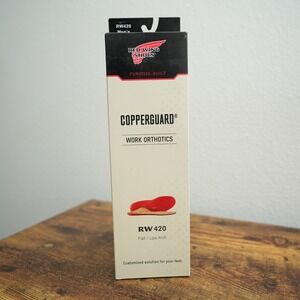 RW420
Men's
RED WING
SHOES
PURPOSE-BUILT
COPPERGUARD®
WORK ORTHOTICS
RW 420
Flat / Low Arch
Customized solution for your feet.